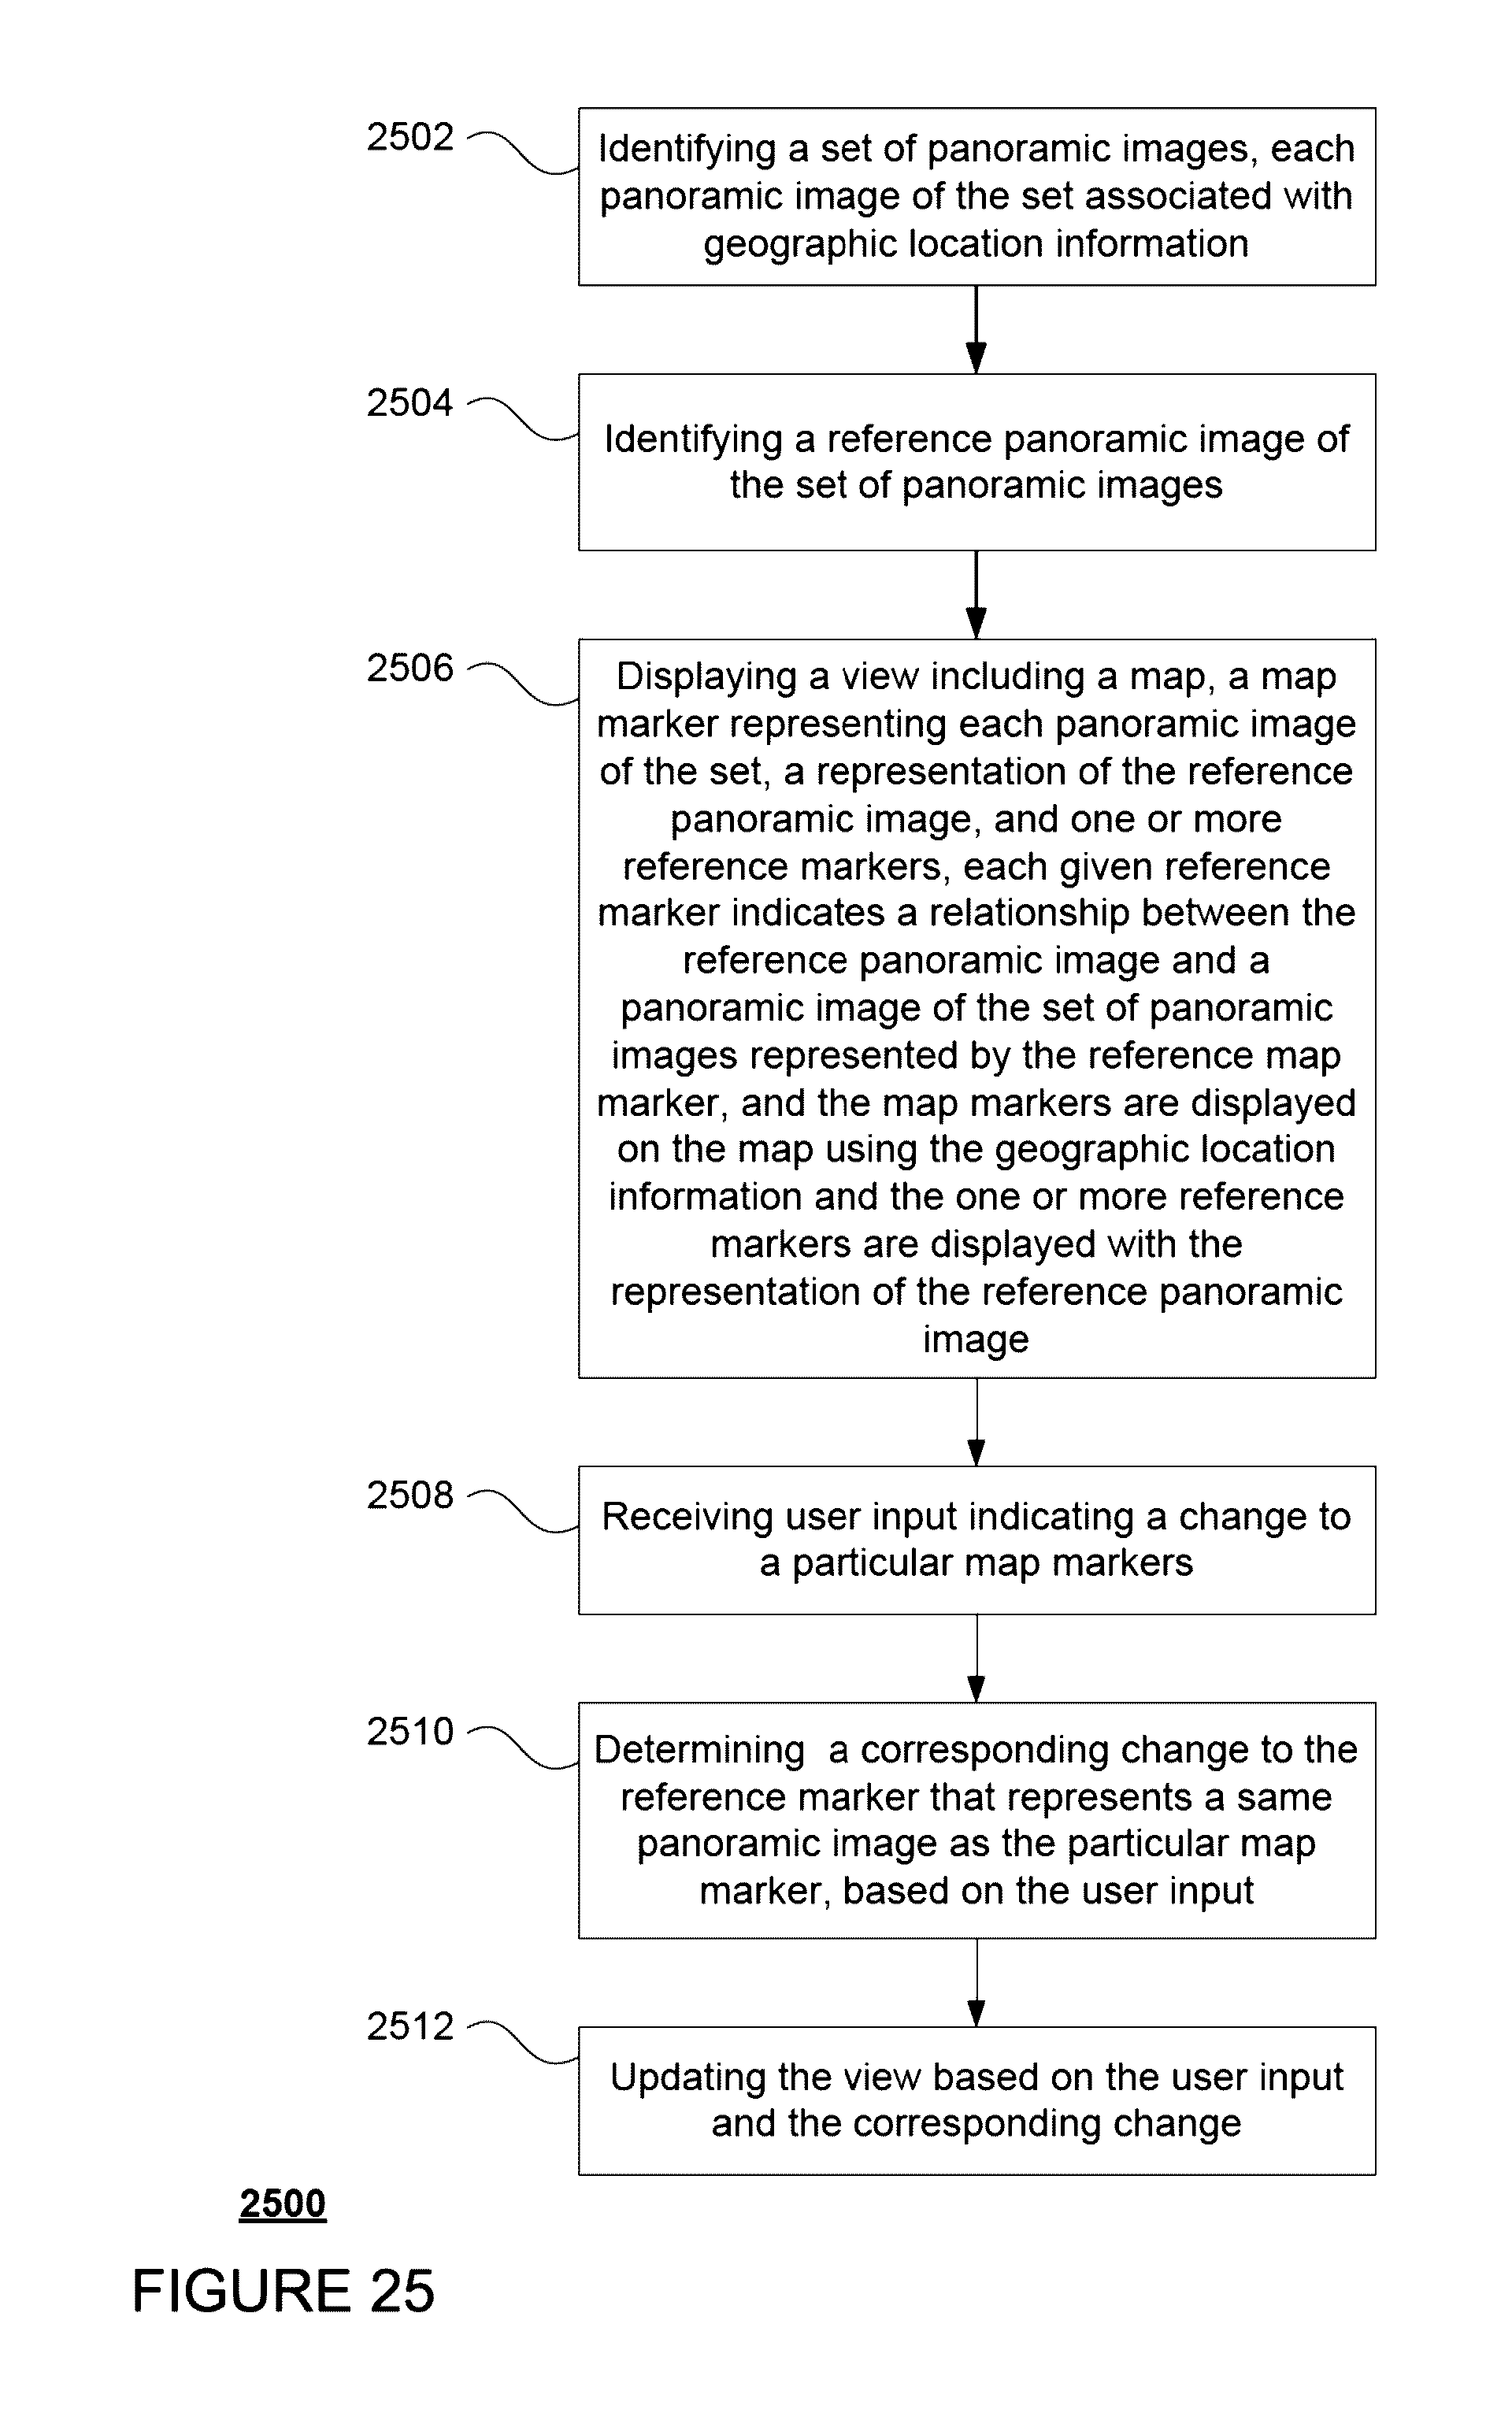 2502
Identifying a set of panoramic images, each
panoramic image of the set associated with
geographic location information
2504
Identifying a reference panoramic image of
the set of panoramic images
2506
Displaying a view including a map, a map
marker representing each panoramic image
of the set, a representation of the reference
panoramic image, and one or more
reference markers, each given reference
marker indicates a relationship between the
reference panoramic image and a
panoramic image of the set of panoramic
images represented by the reference map
marker, and the map markers are displayed
on the map using the geographic location
information and the one or more reference
markers are displayed with the
representation of the reference panoramic
image
2508
Receiving user input indicating a change to
a particular map markers
2510
Determining  a corresponding change to the
reference marker that represents a same
panoramic image as the particular map
marker, based on the user input
2512
Updating the view based on the user input
and the corresponding change
2500
FIGURE 25